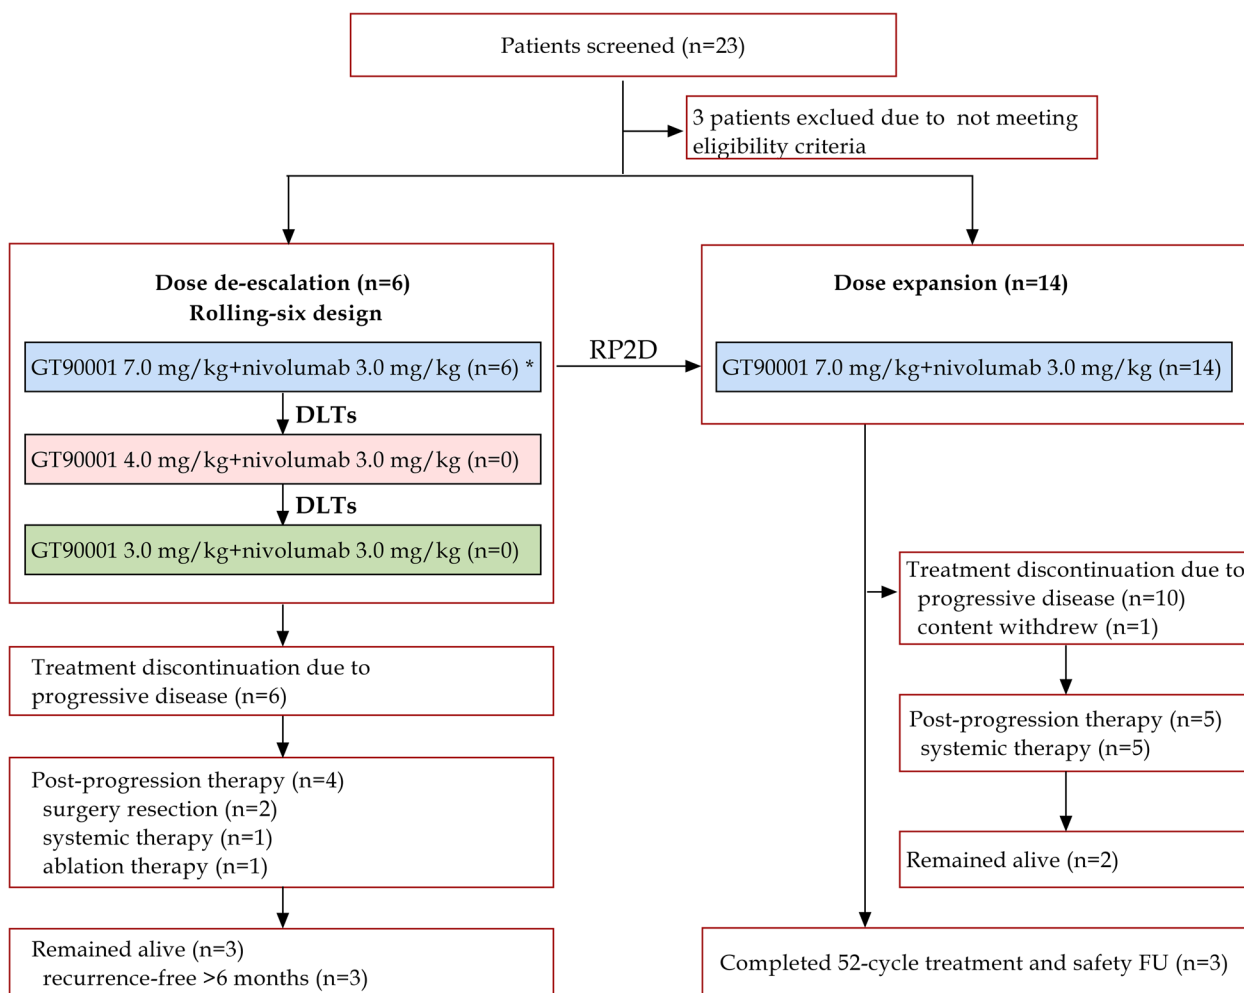 Patients screened (n=23)
3 patients exclued due to  not meeting
eligibility criteria
Dose de-escalation (n=6)
Rolling-six design
GT90001 7.0 mg/kg+nivolumab 3.0 mg/kg (n=6) *
DLTs
GT90001 4.0 mg/kg+nivolumab 3.0 mg/kg (n=0)
DLTs
GT90001 3.0 mg/kg+nivolumab 3.0 mg/kg (n=0)
RP2D
Dose expansion (n=14)
GT90001 7.0 mg/kg+nivolumab 3.0 mg/kg (n=14)
Treatment discontinuation due to
progressive disease (n=6)
Post-progression therapy (n=4)
surgery resection (n=2)
systemic therapy (n=1)
ablation therapy (n=1)
Remained alive (n=3)
recurrence-free >6 months (n=3)
Treatment discontinuation due to
progressive disease (n=10)
content withdrew (n=1)
Post-progression therapy (n=5)
systemic therapy (n=5)
Remained alive (n=2)
Completed 52-cycle treatment and safety FU (n=3)